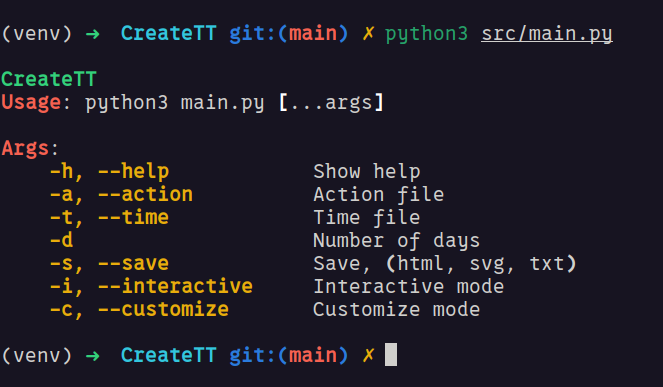 (venv) → CreateTT git:(main) ✗ python3 src/main.py
CreateTT
Usage: python3 main.py [...args]
Args:
-h, --help Show help
-a, --action Action file
-t, --time Time file
-d Number of days
-s, --save Save, (html, svg, txt)
-i, --interactive Interactive mode
-c, --customize Customize mode
(venv) → CreateTT git:(main) ✗